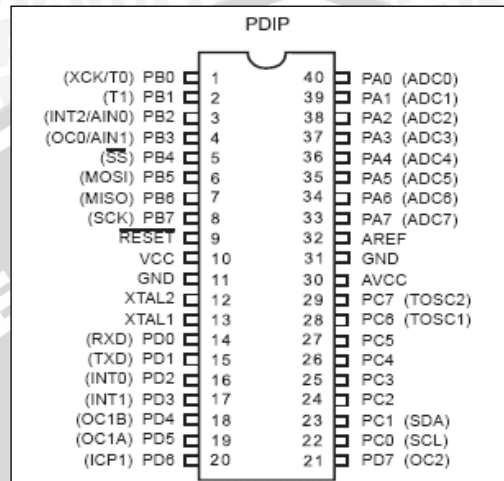 PDIP
(XCK/T0) PB0 1 40 PA0 (ADC0)
(T1) PB1 2 39 PA1 (ADC1)
(INT2/AIN0) PB2 3 38 PA2 (ADC2)
(OC0/AIN1) PB3 4 37 PA3 (ADC3)
(SS) PB4 5 36 PA4 (ADC4)
(MOSI) PB5 6 35 PA5 (ADC5)
(MISO) PB6 7 34 PA6 (ADC6)
(SCK) PB7 8 33 PA7 (ADC7)
RESET 9 32 AREF
VCC 10 31 GND
GND 11 30 AVCC
XTAL2 12 29 PC7 (TOSC2)
XTAL1 13 28 PC6 (TOSC1)
(RXD) PD0 14 27 PC5
(TXD) PD1 15 26 PC4
(INT0) PD2 16 25 PC3
(INT1) PD3 17 24 PC2
(OC1B) PD4 18 23 PC1 (SDA)
(OC1A) PD5 19 22 PC0 (SCL)
(ICP1) PD6 20 21 PD7 (OC2)